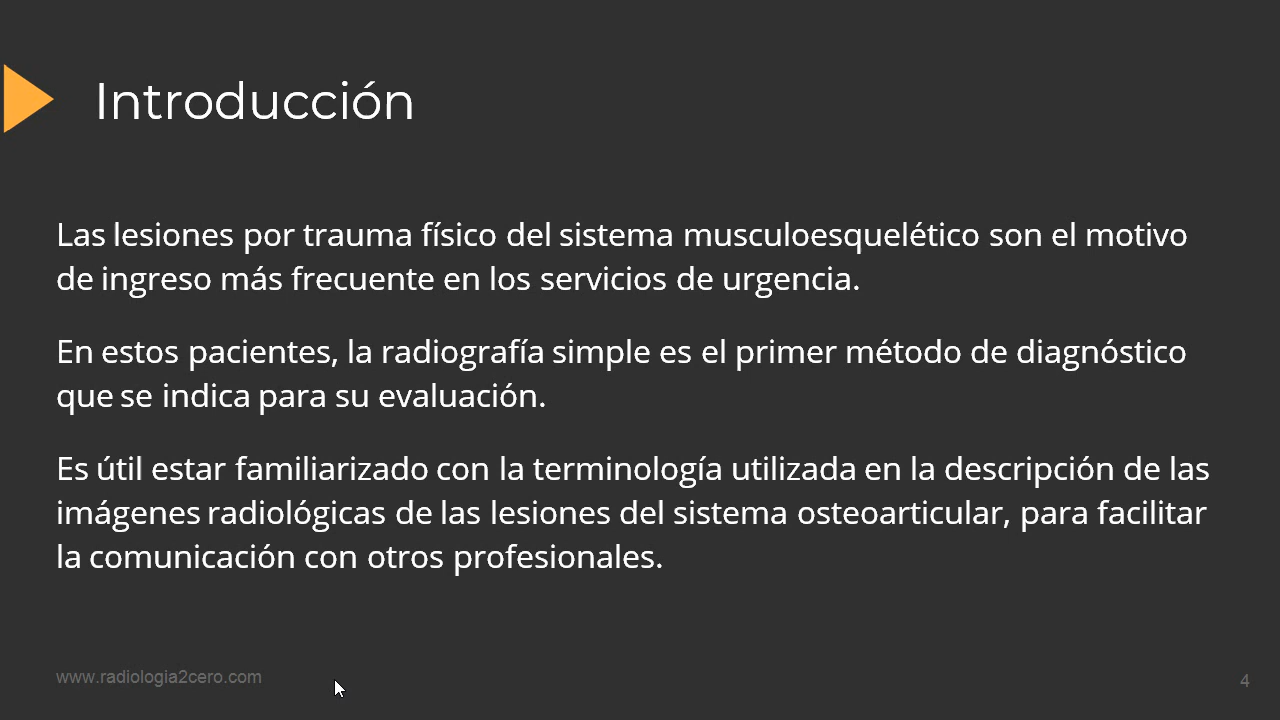 Introducción
Las lesiones por trauma físico del sistema musculoesquelético son el motivo
de ingreso más frecuente en los servicios de urgencia.
En estos pacientes, la radiografía simple es el primer método de diagnóstico
que se indica para su evaluación.
Es útil estar familiarizado con la terminología utilizada en la descripción de las
imágenes radiológicas de las lesiones del sistema osteoarticular, para facilitar
la comunicación con otros profesionales.
www.radiologia2cero.com
4